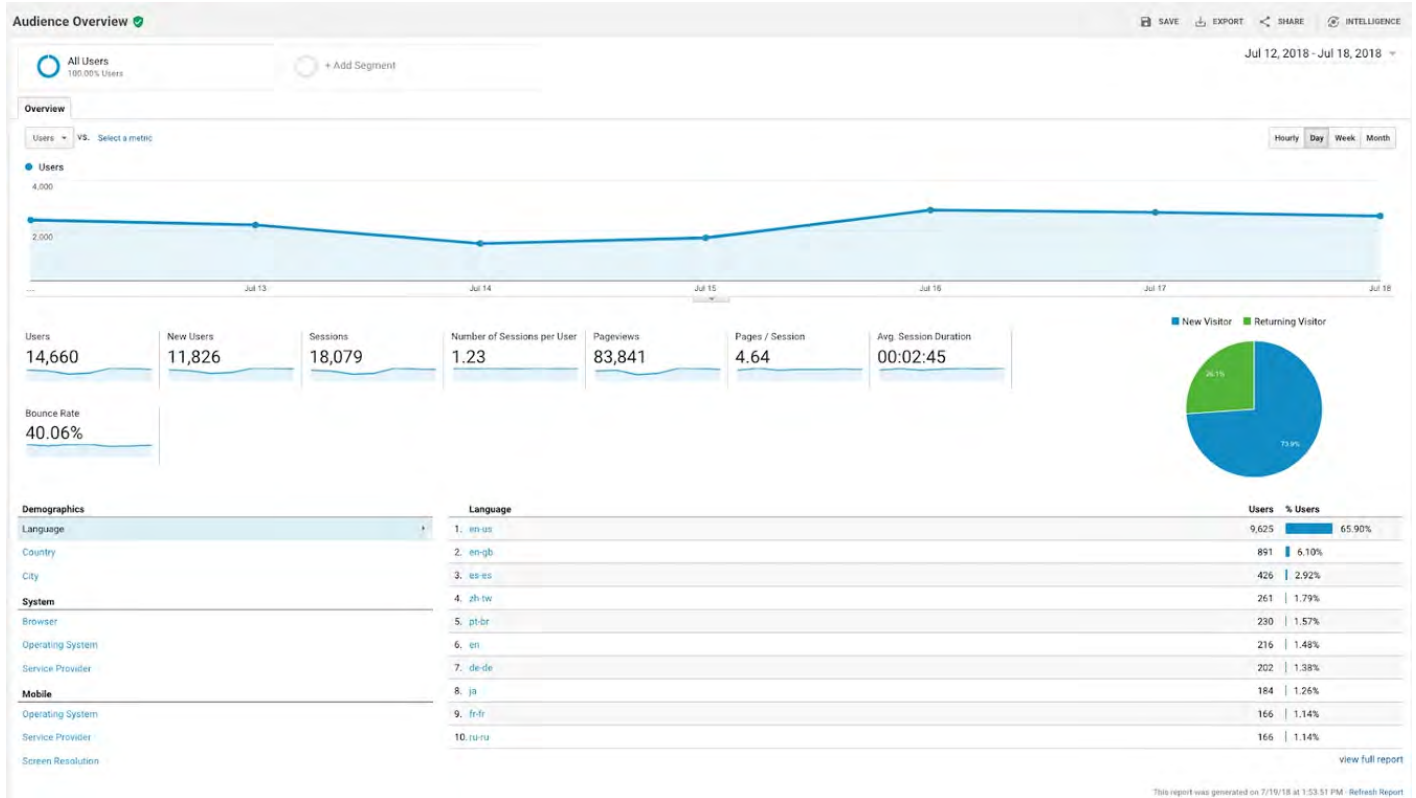 Audience Overview
SAVE EXPORT SHARE INTELLIGENCE
All Users
100.00% Users
+ Add Segment
Jul 12, 2018 - Jul 18, 2018
Overview
Users VS. Select a metric
Hourly Day Week Month
Users
4,000
2,000
... Jul 13 Jul 14 Jul 15 Jul 16 Jul 17 Jul 18
New Visitor Returning Visitor
Users New Users Sessions Number of Sessions per User Pageviews Pages / Session Avg. Session Duration
14,660 11,826 18,079 1.23 83,841 4.64 00:02:45
26.1%
73.9%
Bounce Rate
40.06%
Demographics
Language
Country
City
System
Browser
Operating System
Service Provider
Mobile
Operating System
Service Provider
Screen Resolution
Language Users % Users
1. en-us 9,625 65.90%
2. en-gb 891 6.10%
3. es-es 426 2.92%
4. zh-tw 261 1.79%
5. pt-br 230 1.57%
6. en 216 1.48%
7. de-de 202 1.38%
8. ja 184 1.26%
9. fr-fr 166 1.14%
10. ru-ru 166 1.14%
view full report
This report was generated on 7/19/18 at 1:53:51 PM - Refresh Report